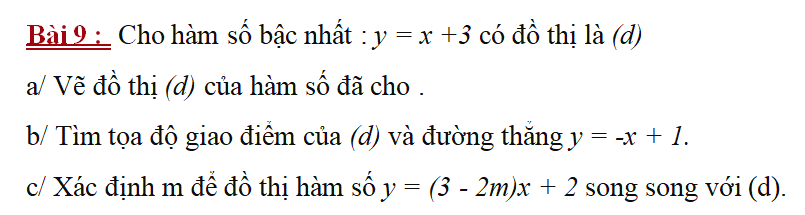 Bài 9 : Cho hàm số bậc nhất : y = x +3 có đồ thị là (d)
a/ Vẽ đồ thị (d) của hàm số đã cho .
b/ Tìm tọa độ giao điểm của (d) và đường thẳng y = -x + 1.
c/ Xác định m để đồ thị hàm số y = (3 - 2m)x + 2 song song với (d).